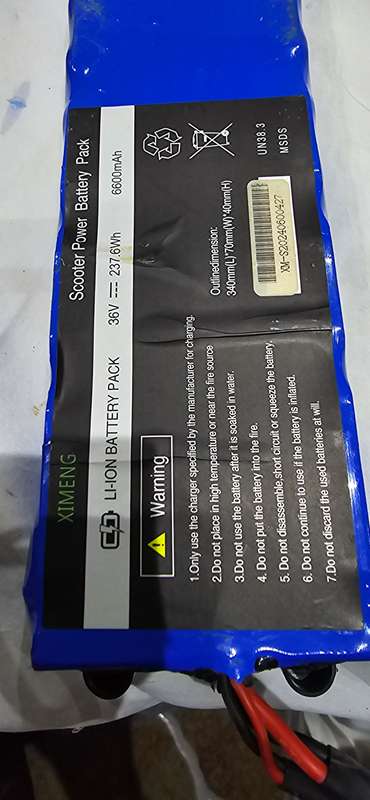 Scooter Power Battery Pack
XIMENG
LI-ION BATTERY PACK 36V 237.6Wh 6600mAh
Warning
1.Only use the charger specified by the manufacturer for charging.
2.Do not place in high temperature or near the fire source
3.Do not use the battery after it is soaked in water.
4. Do not put the battery into the fire.
5. Do not disassemble,short circuit or squeeze the battery.
6. Do not continue to use if the battery is inflated.
7.Do not discard the used batteries at will.
Outlinedimension:
340mm(L)*70mm(W)*40mm(H)
UN38.3
MSDS
XM-S20240600427